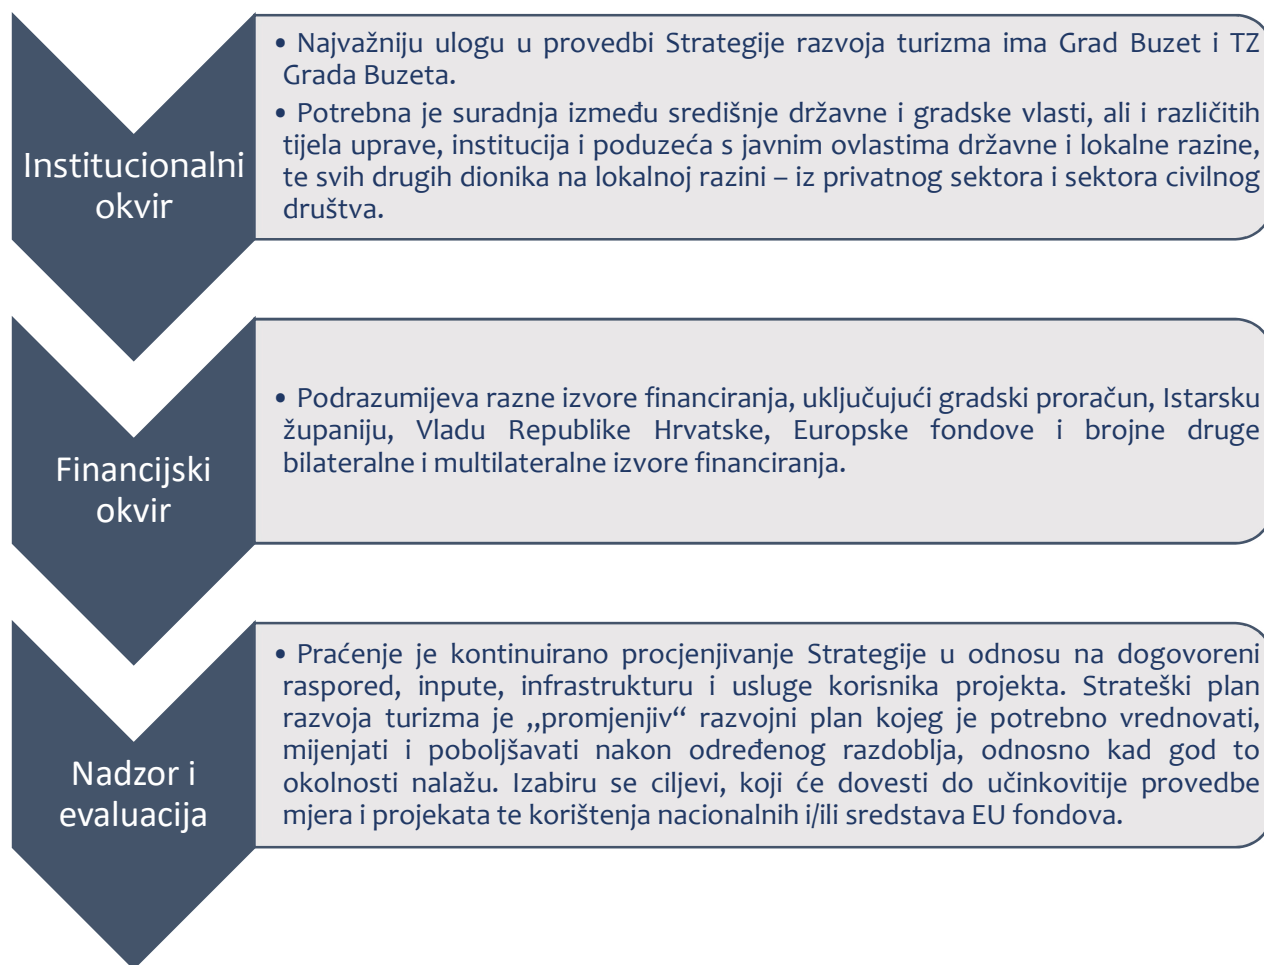 Institucionalni
okvir
• Najvažniju ulogu u provedbi Strategije razvoja turizma ima Grad Buzet i TZ
Grada Buzeta.
• Potrebna je suradnja između središnje državne i gradske vlasti, ali i različitih
tijela uprave, institucija i poduzeća s javnim ovlastima državne i lokalne razine,
te svih drugih dionika na lokalnoj razini – iz privatnog sektora i sektora civilnog
društva.
Financijski
okvir
• Podrazumijeva razne izvore financiranja, uključujući gradski proračun, Istarsku
županiju, Vladu Republike Hrvatske, Europske fondove i brojne druge
bilateralne i multilateralne izvore financiranja.
Nadzor i
evaluacija
• Praćenje je kontinuirano procjenjivanje Strategije u odnosu na dogovoreni
raspored, inpute, infrastrukturu i usluge korisnika projekta. Strateški plan
razvoja turizma je „promjenjiv“ razvojni plan kojeg je potrebno vrednovati,
mijenjati i poboljšavati nakon određenog razdoblja, odnosno kad god to
okolnosti nalažu. Izabiru se ciljevi, koji će dovesti do učinkovitije provedbe
mjera i projekata te korištenja nacionalnih i/ili sredstava EU fondova.